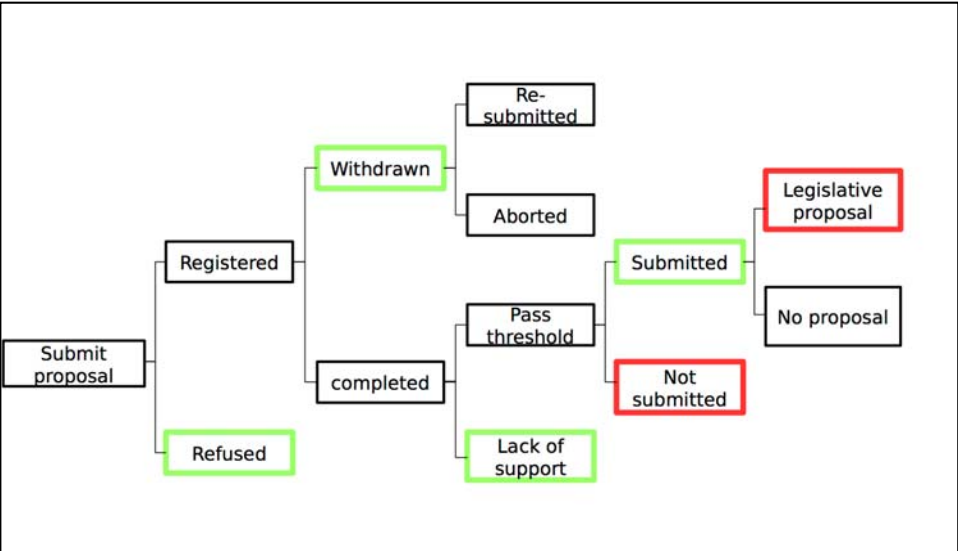 Re-
submitted
Withdrawn
Legislative
proposal
Aborted
Registered
Submitted
Pass
threshold
No proposal
Submit
proposal
completed
Not
submitted
Refused
Lack of
support